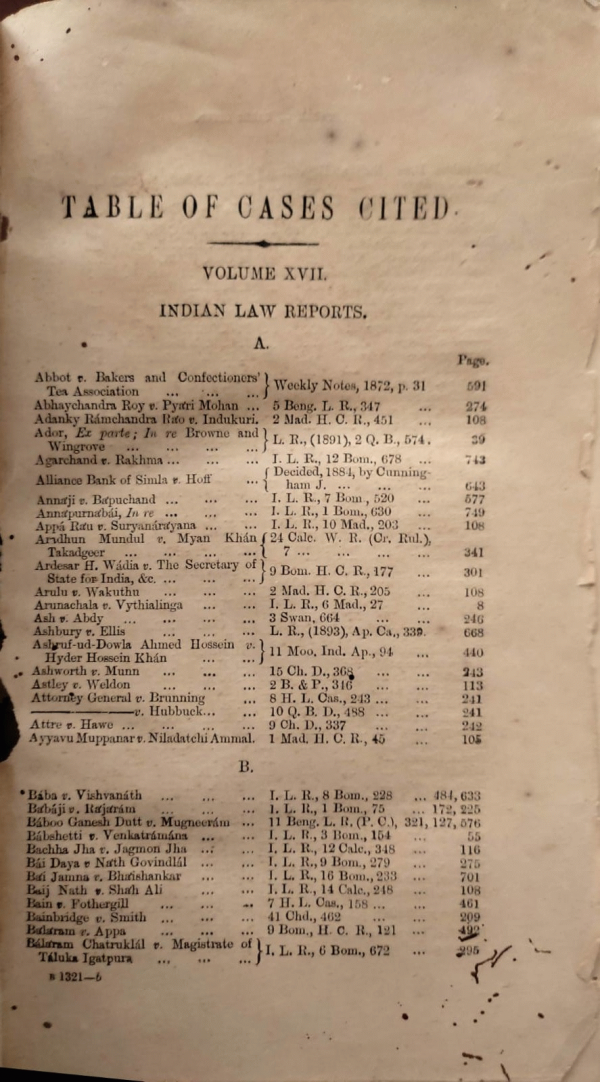 TABLE OF CASES CITED.
VOLUME XVII.
INDIAN LAW REPORTS.
A.
Page.
Abbot v. Bakers and Confectioners' Tea Association ... ... ... } Weekly Notes, 1872, p. 31 591
Abhaychandra Roy v. Pyári Mohan ... 5 Beng. L. R., 347 ... 274
Adanky Rámchandra Ráo v. Indukuri. 2 Mad. H. C. R., 451 ... 108
Ador, Ex parte; In re Browne and Wingrove ... ... ... ... } L. R., (1891), 2 Q. B., 574. 39
Agarchand v. Rakhma ... ... ... I. L. R., 12 Bom., 678 ... 743
Alliance Bank of Simla v. Hoff ... { Decided, 1884, by Cunningham J. ... ... ... 643
Annáji v. Bápuchand ... ... ... I. L. R., 7 Bom., 520 ... 577
Annápurnábái, In re ... ... ... I. L. R., 1 Bom., 630 ... 749
Appá Ráu v. Suryanáráyana ... ... I. L. R., 10 Mad., 203 ... 108
Aradhun Mundul v. Myan Khán Takadgeer ... ... ... ... { 24 Calc. W. R. (Cr. Rul.), 7 ... ... ... ... 341
Ardesar H. Wádia v. The Secretary of State for India, &c. ... ... ... } 9 Bom. H. C. R., 177 ... 301
Arulu v. Wakuthu ... ... 2 Mad. H. C. R., 205 ... 108
Arunachala v. Vythialinga ... ... I. L. R., 6 Mad., 27 ... 8
Ash v. Abdy ... ... ... ... 3 Swan, 664 ... ... 246
Ashbury v. Ellis ... ... ... L. R., (1893), Ap. Ca., 339. 668
Ashruf-ud-Dowla Ahmed Hossein v. Hyder Hossein Khán ... ... } 11 Moo. Ind. Ap., 94 ... 440
Ashworth v. Munn ... ... ... 15 Ch. D., 368 ... ... 243
Astley v. Weldon ... ... ... 2 B. & P., 346 ... ... 113
Attorney General v. Brunning ... 8 H. L. Cas., 243 ... ... 241
———— v. Hubbuck... ... 10 Q. B. D., 488 ... ... 241
Attre v. Hawe ... ... ... ... 9 Ch. D., 337 ... ... 242
Ayyavu Muppanar v. Niladatchi Ammal. 1 Mad. H. C. R., 45 ... 105
B.
Bába v. Vishvanáth ... ... ... I. L. R., 8 Bom., 228 ... 484, 633
Bábáji v. Rájarám ... ... ... I. L. R., 1 Bom., 75 ... 172, 225
Báboo Ganesh Dutt v. Mugneerám ... 11 Beng. L. R. (P. C.), 321, 127, 576
Bábshetti v. Venkatrámána ... ... I. L. R., 3 Bom., 154 ... 55
Bachha Jha v. Jagmon Jha ... ... I. L. R., 12 Calc., 348 ... 116
Bái Daya v Náth Govindlál ... ... I. L. R., 9 Bom., 279 ... 275
Bái Jamna v. Bháishankar ... ... I. L. R., 16 Bom., 233 ... 701
Baij Nath v. Sháh Ali ... ... I. L. R., 14 Calc., 248 ... 108
Bain v. Fothergill ... ... ... 7 H. L. Cas., 158 ... ... 461
Bainbridge v. Smith ... ... ... 41 Chd., 462 ... ... 209
Balárám v. Appa ... ... ... 9 Bom., H. C. R., 121 ... 492
Bálárám Chatruklál v. Magistrate of Táluka Igatpura ... ... ... } I. L. R., 6 Bom., 672 ... 295
B 1321—b